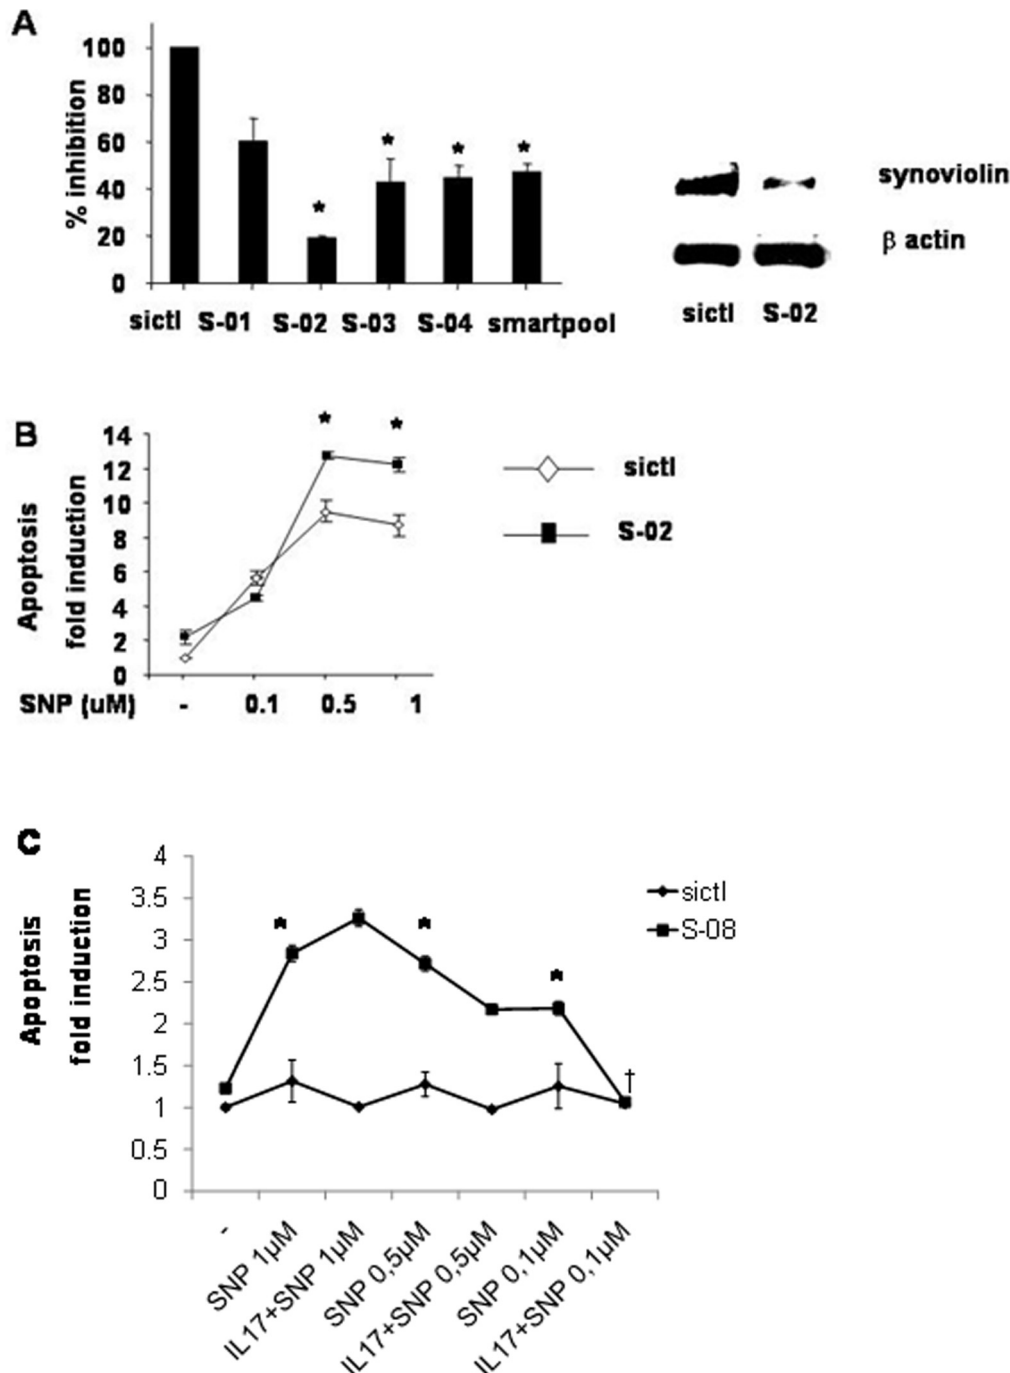 A
% inhibition
100
80
60
40
20
0
*
*
*
*
sictl S-01 S-02 S-03 S-04 smartpool
synoviolin
β actin
sictl S-02
B
Apoptosis
fold induction
14
12
10
8
6
4
2
0
*
*
SNP (uM) - 0.1 0.5 1
sictl
S-02
C
Apoptosis
fold induction
4
3.5
3
2.5
2
1.5
1
0.5
0
*
*
*
†
sictl
S-08
-
SNP 1µM
IL17+SNP 1µM
SNP 0,5µM
IL17+SNP 0,5µM
SNP 0,1µM
IL17+SNP 0,1µM